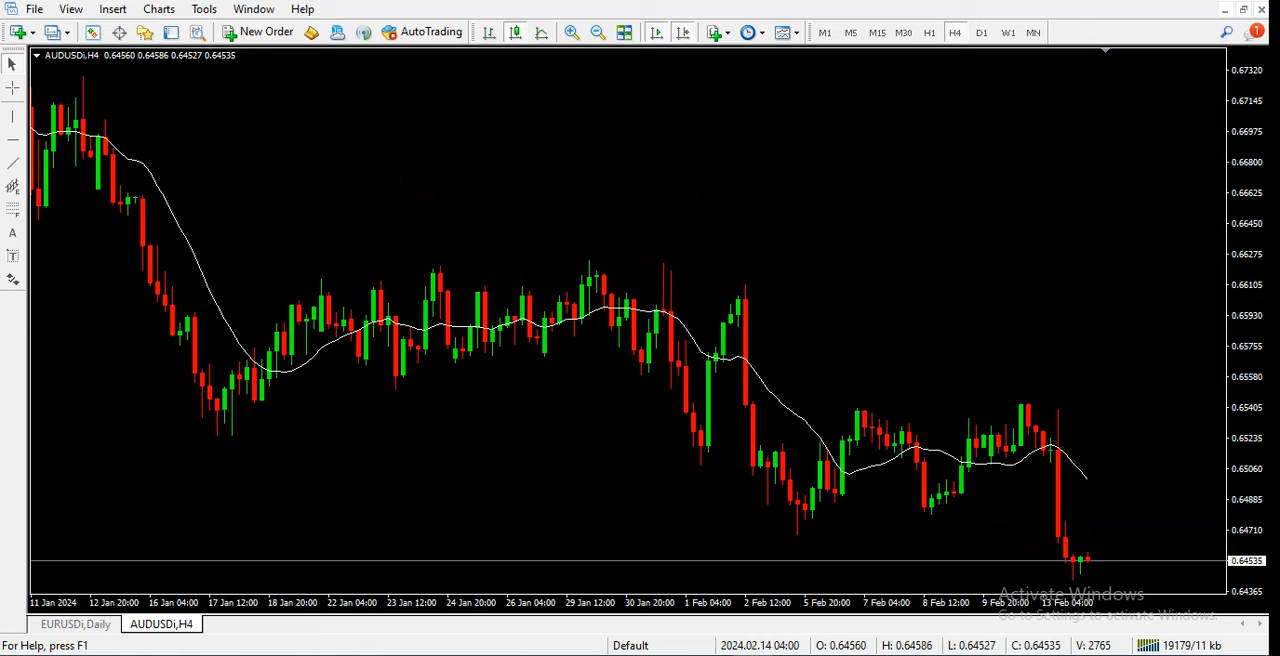 File View Insert Charts Tools Window Help
New Order AutoTrading M1 M5 M15 M30 H1 H4 D1 W1 MN 1
AUDUSDi,H4 0.64560 0.64586 0.64527 0.64535
0.67320
0.67145
0.66975
0.66800
0.66625
0.66450
0.66275
0.66105
0.65930
0.65755
0.65580
0.65405
0.65235
0.65060
0.64885
0.64710
0.64535
0.64365
E
F
A
T
Activate Windows
Go to Settings to activate Windows.
11 Jan 2024 12 Jan 20:00 16 Jan 04:00 17 Jan 12:00 18 Jan 20:00 22 Jan 04:00 23 Jan 12:00 24 Jan 20:00 26 Jan 04:00 29 Jan 12:00 30 Jan 20:00 1 Feb 04:00 2 Feb 12:00 5 Feb 20:00 7 Feb 04:00 8 Feb 12:00 9 Feb 20:00 13 Feb 04:00
EURUSDi,Daily AUDUSDi,H4
For Help, press F1 Default 2024.02.14 04:00 O: 0.64560 H: 0.64586 L: 0.64527 C: 0.64535 V: 2765 19179/11 kb